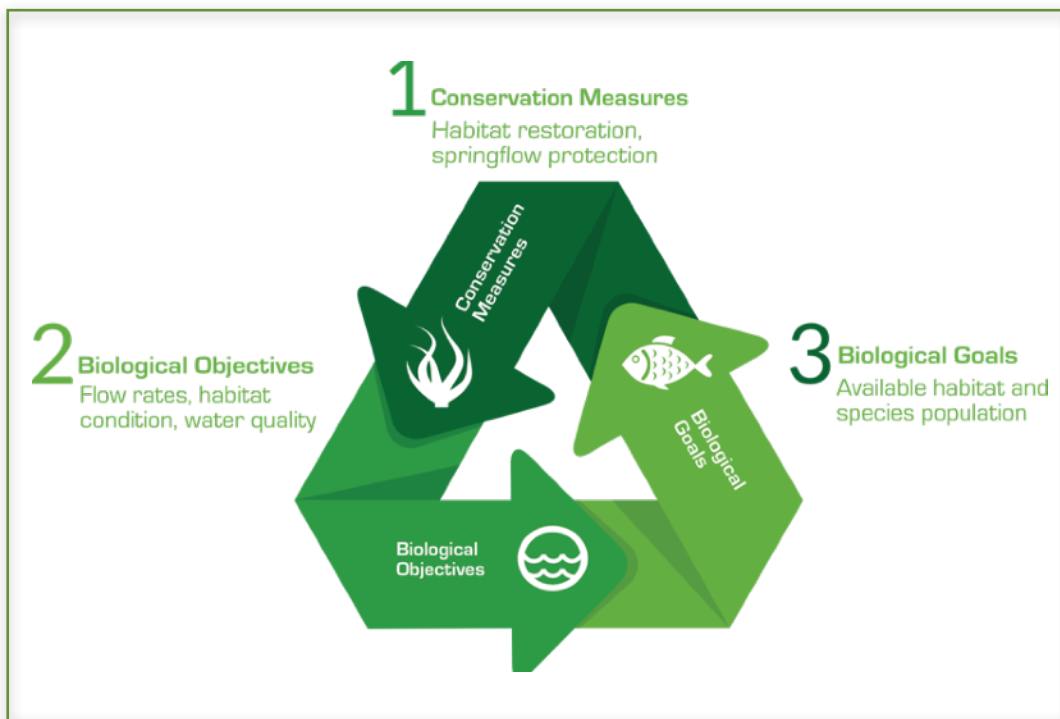 1 Conservation Measures
Habitat restoration,
springflow protection
Conservation
Measures
2 Biological Objectives
Flow rates, habitat
condition, water quality
3 Biological Goals
Available habitat and
species population
Biological
Goals
Biological
Objectives